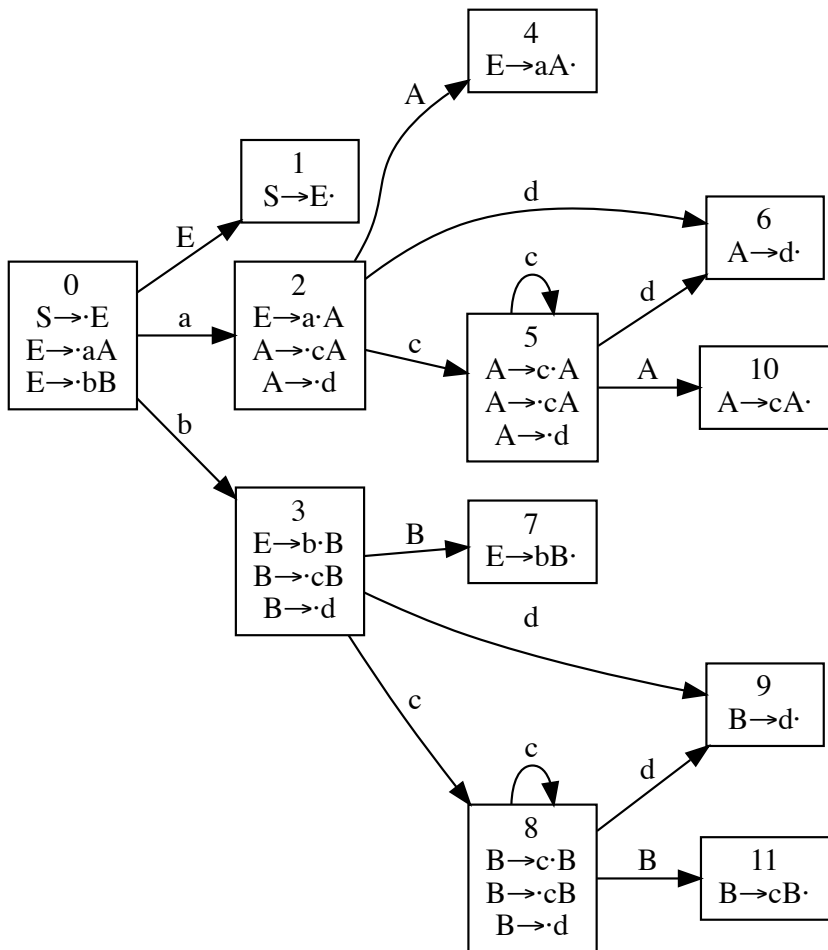 4
E→aA·
A
1
S→E·
E
d
6
A→d·
0
S→·E
E→·aA
E→·bB
a
2
E→a·A
A→·cA
A→·d
c
c
5
A→c·A
A→·cA
A→·d
d
A
10
A→cA·
b
3
E→b·B
B→·cB
B→·d
B
7
E→bB·
d
9
B→d·
c
c
8
B→c·B
B→·cB
B→·d
d
B
11
B→cB·